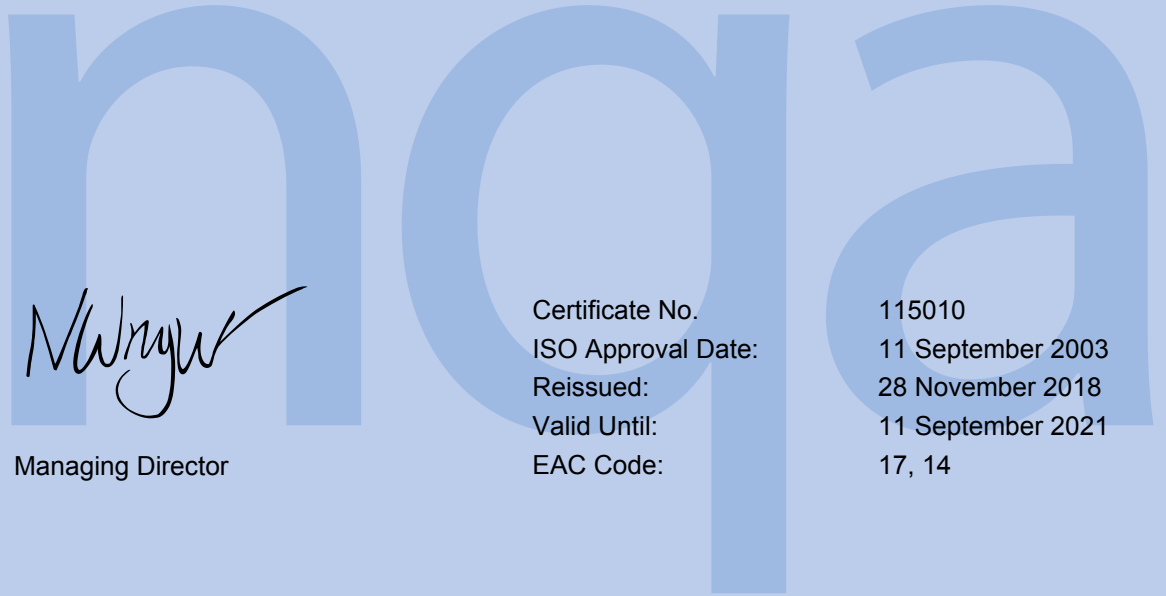 nqa
Certificate No. 115010
ISO Approval Date: 11 September 2003
Reissued: 28 November 2018
Valid Until: 11 September 2021
Managing Director
EAC Code: 17, 14